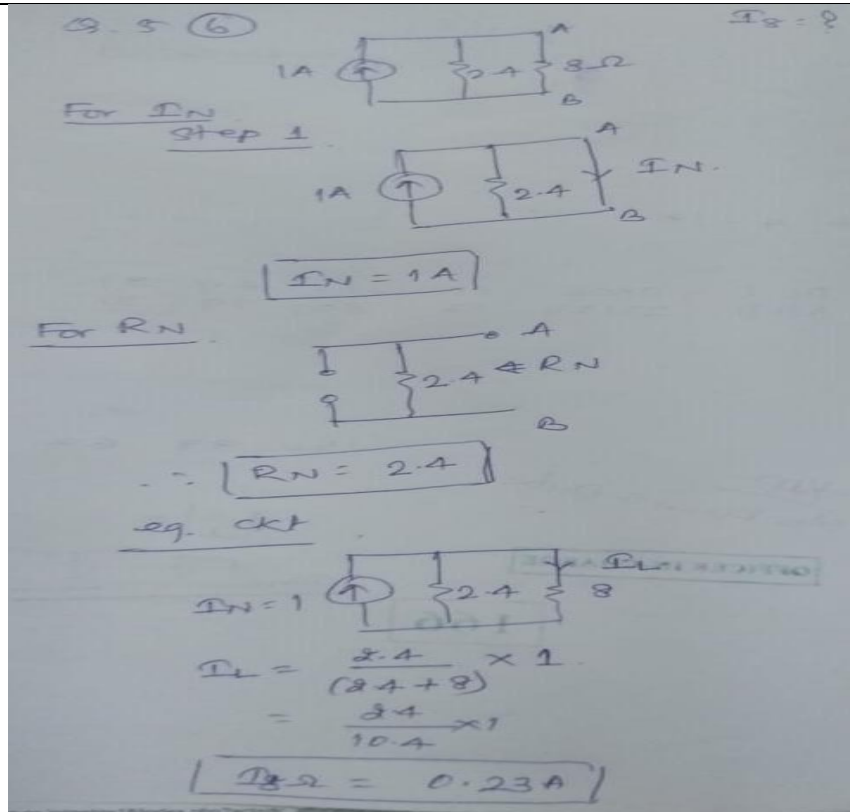 Q. 5 (6) I8 = ?
1A 2.4 8Ω A
B
For IN
Step 1
1A 2.4 A IN.
B
IN = 1A
For RN
A
2.4 RN
B
∴ RN = 2.4
eq. ckt
IN = 1 2.4 IL 8
IL = 2.4 / (2.4 + 8) × 1
= 2.4 / 10.4 × 1
I8Ω = 0.23A